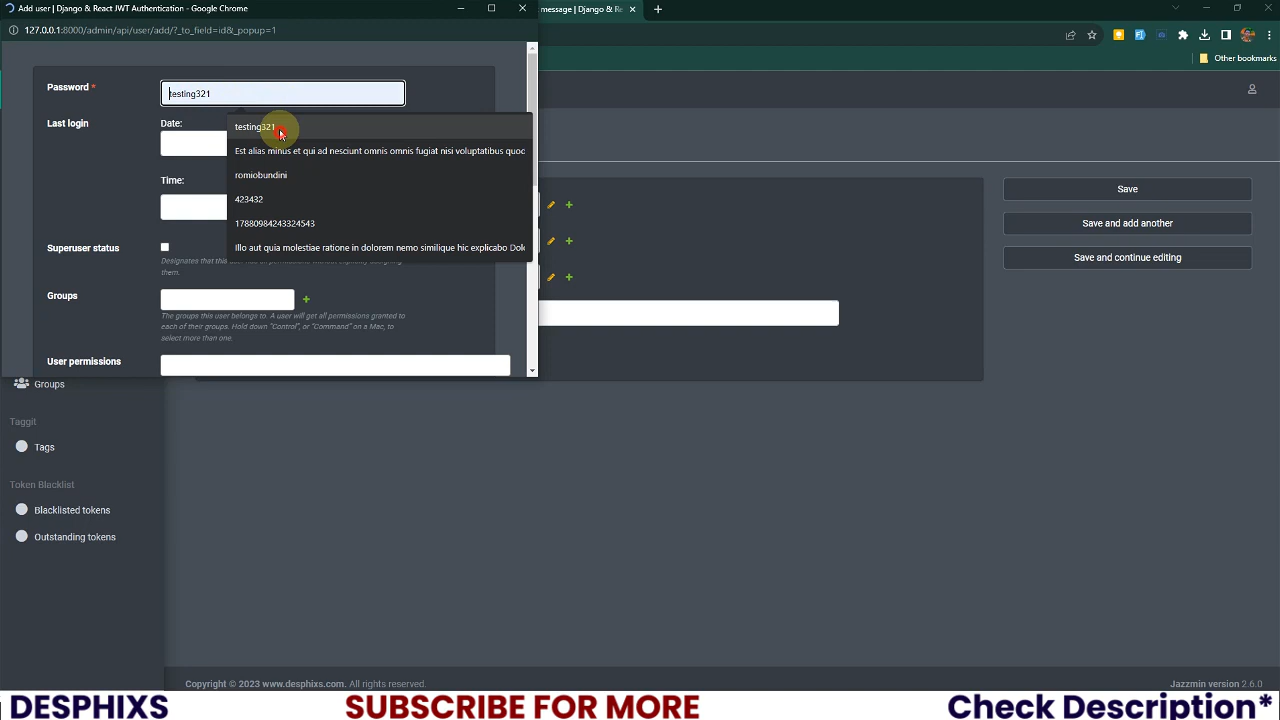 Add user | Django & React JWT Authentication - Google Chrome
message | Django & Re
127.0.0.1:8000/admin/api/user/add/?_to_field=id&_popup=1
Other bookmarks
Password *
testing321
Last login
Date:
testing321
Est alias minus et qui ad nesciunt omnis omnis fugiat nisi voluptatibus quoc
romiobundini
Time:
423432
17880984243324543
Superuser status
Illo aut quia molestiae ratione in dolorem nemo similique hic explicabo Dol
them.
Groups
The groups this user belongs to. A user will get all permissions granted to
each of their groups. Hold down “Control”, or “Command” on a Mac, to
select more than one.
User permissions
Save
Save and add another
Save and continue editing
Groups
Taggit
Tags
Token Blacklist
Blacklisted tokens
Outstanding tokens
Copyright © 2023 www.desphixs.com. All rights reserved.
Jazzmin version 2.6.0
DESPHIXS
SUBSCRIBE FOR MORE
Check Description*